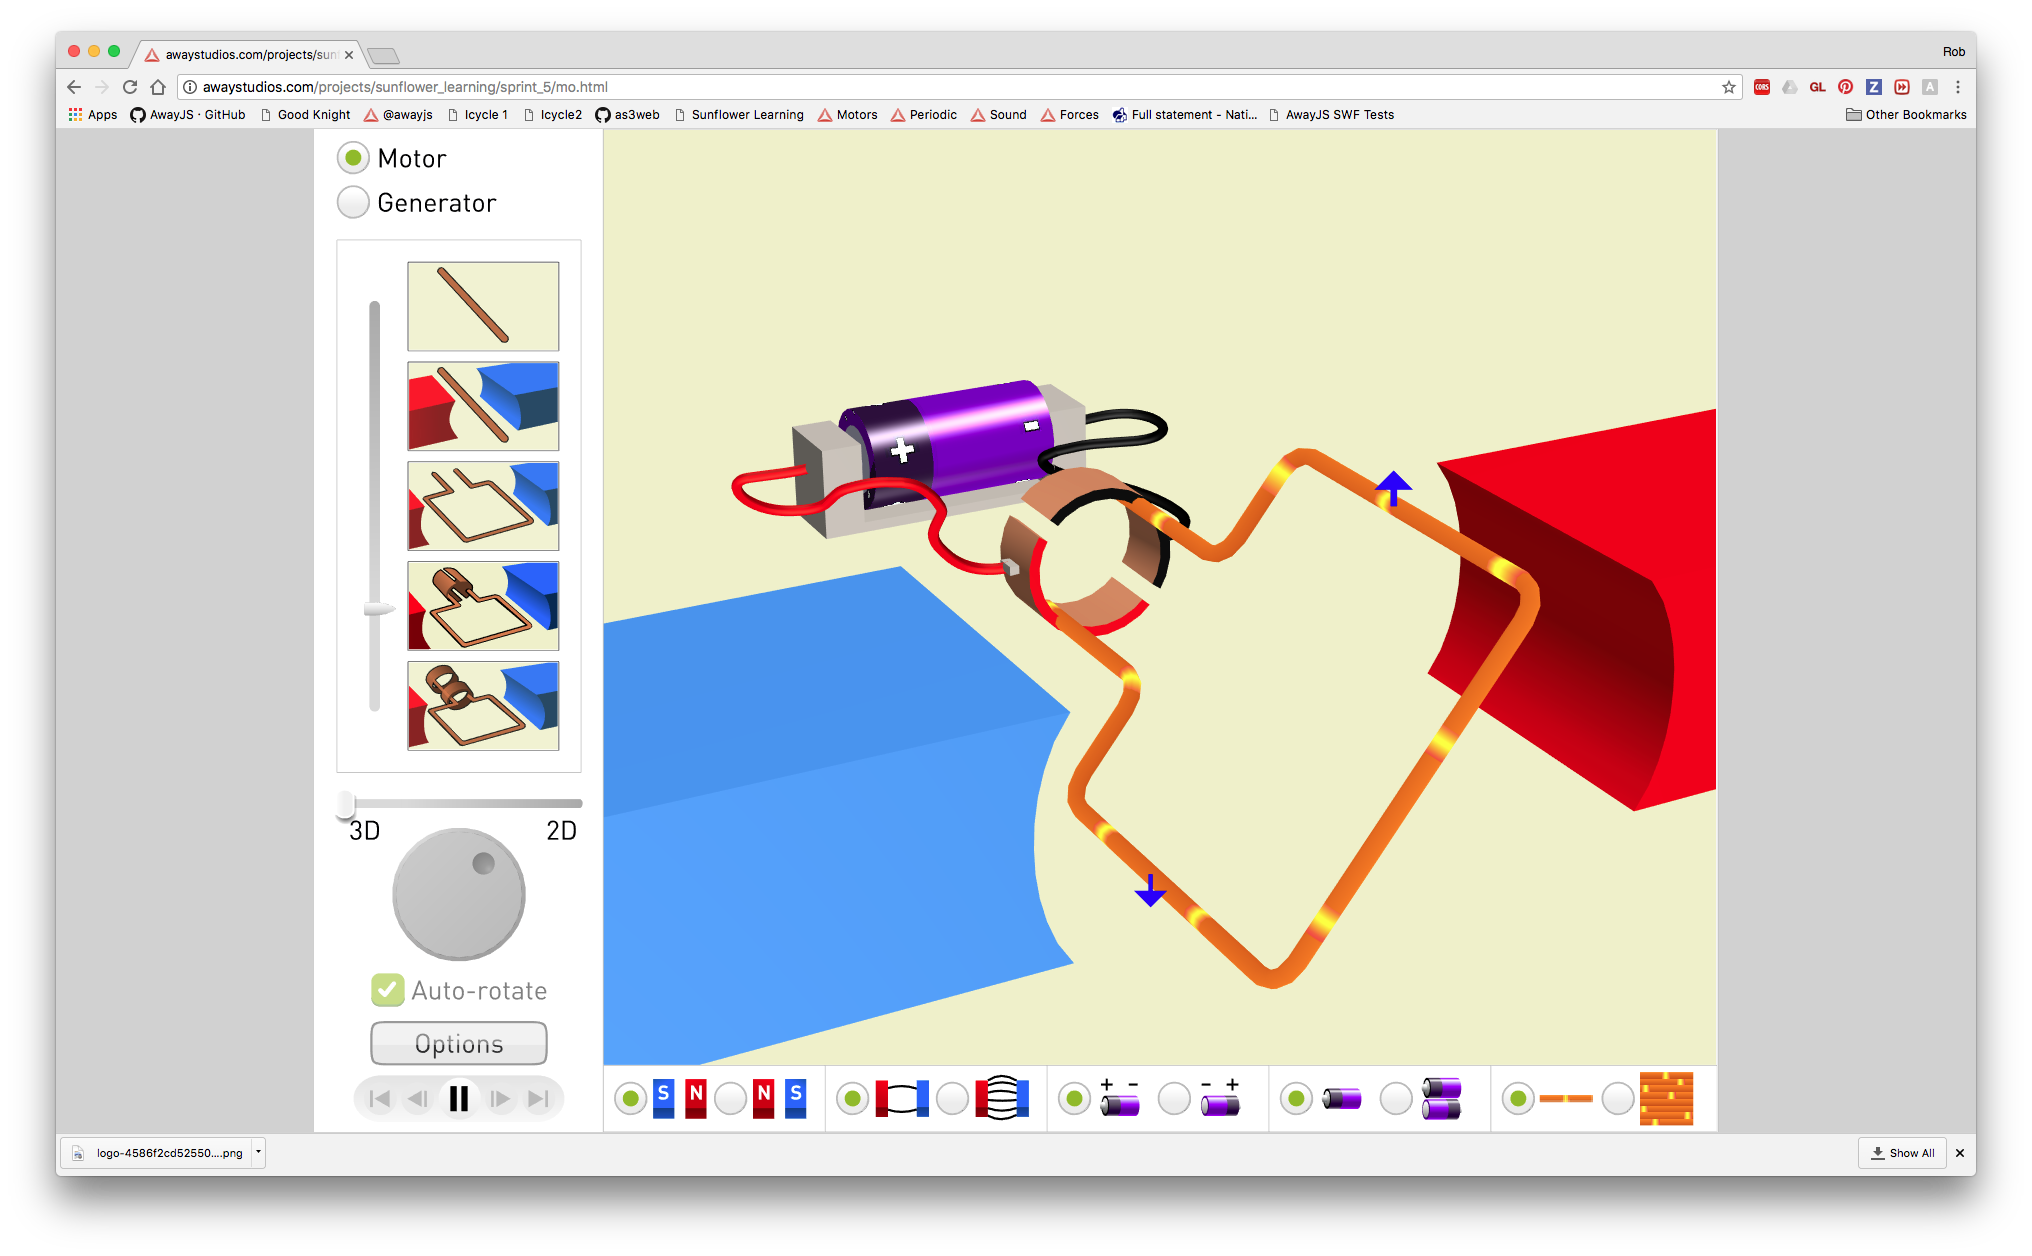 awaystudios.com/projects/sun
Rob
awaystudios.com/projects/sunflower_learning/sprint_5/mo.html
CORS
GL
Z
A
Apps
AwayJS · GitHub
Good Knight
@awayjs
Icycle 1
Icycle2
as3web
Sunflower Learning
Motors
Periodic
Sound
Forces
Full statement - Nati...
AwayJS SWF Tests
Other Bookmarks
Motor
Generator
+
-
3D
2D
Auto-rotate
Options
S N N S
+ - - +
logo-4586f2cd52550....png
Show All